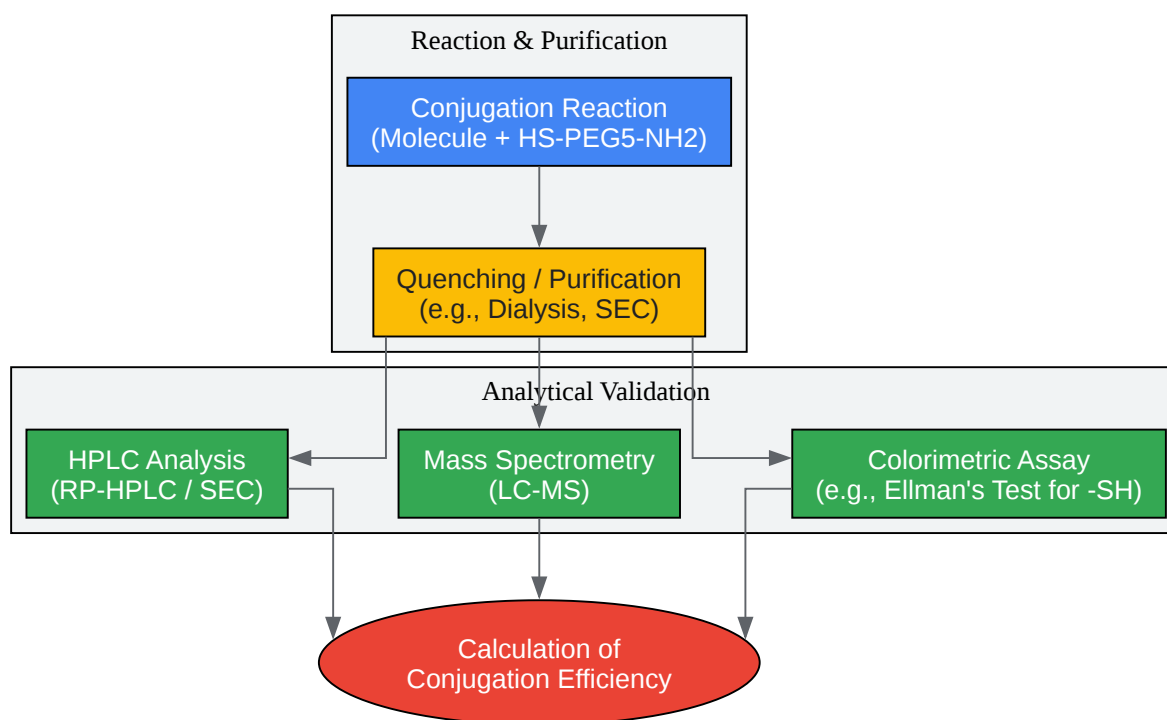 Reaction & Purification
Conjugation Reaction
(Molecule + HS-PEG5-NH2)
Quenching / Purification
(e.g., Dialysis, SEC)
Analytical Validation
HPLC Analysis
(RP-HPLC / SEC)
Mass Spectrometry
(LC-MS)
Colorimetric Assay
(e.g., Ellman's Test for -SH)
Calculation of
Conjugation Efficiency